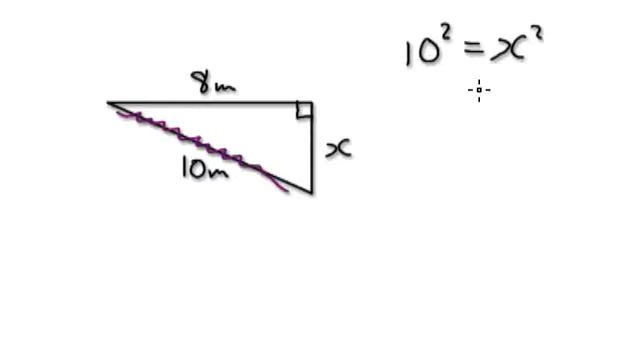 10² = x²
8m
x
10m